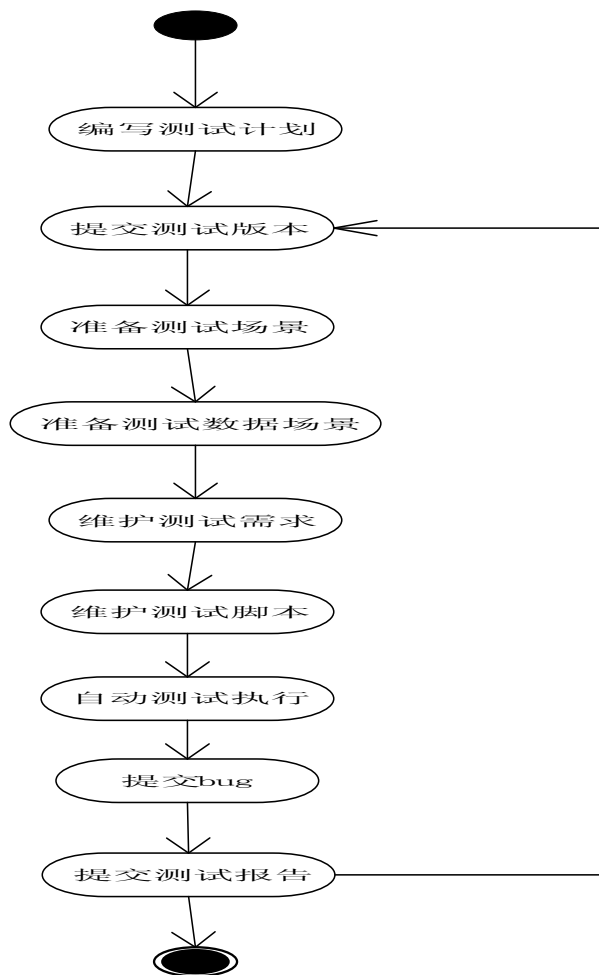 编写测试计划
提交测试版本
准备测试场景
准备测试数据场景
维护测试需求
维护测试脚本
自动测试执行
提交bug
提交测试报告